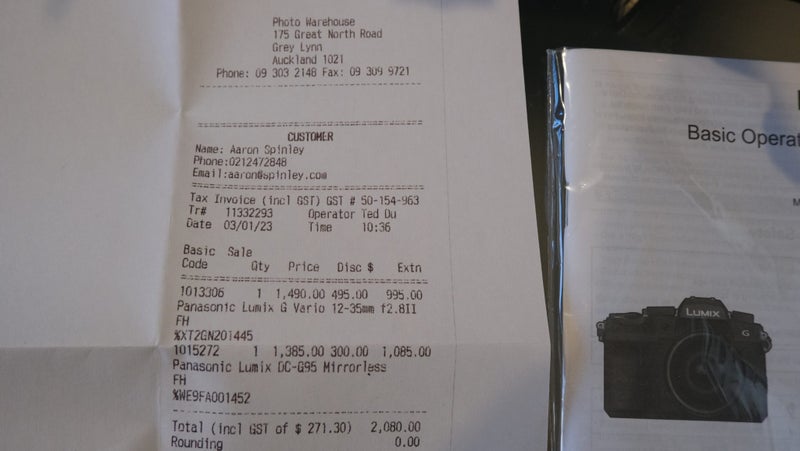 Photo Warehouse
175 Great North Road
Grey Lynn
Auckland 1021
Phone: 09 303 2148 Fax: 09 309 9721
CUSTOMER
Name: Aaron Spinley
Phone:0212472848
Email:aaron@spinley.com
Tax Invoice (incl GST) GST # 50-154-963
Tr# 11332293 Operator Ted Du
Date 03/01/23 Time 10:36
Basic Sale
Code Qty Price Disc $ Extn
1013306 1 1,490.00 495.00 995.00
Panasonic Lumix G Vario 12-35mm f2.8II
FH
%XT2GN201445
1015272 1 1,385.00 300.00 1,085.00
Panasonic Lumix DC-G95 Mirrorless
FH
%WE9FA001452
Total (incl GST of $ 271.30) 2,080.00
Rounding 0.00
Basic Operat
M
LUMIX
G